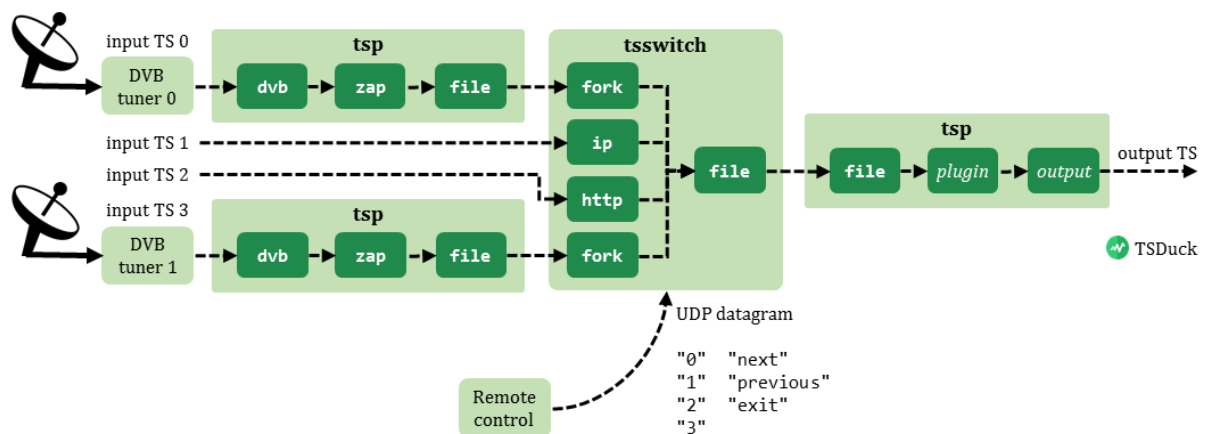 input TS 0
DVB
tuner 0
tsp
dvb
zap
file
tsswitch
fork
input TS 1
ip
input TS 2
http
input TS 3
DVB
tuner 1
tsp
dvb
zap
file
fork
file
tsp
file
plugin
output
output TS
TSDuck
UDP datagram
"0" "next"
"1" "previous"
"2" "exit"
"3"
Remote
control